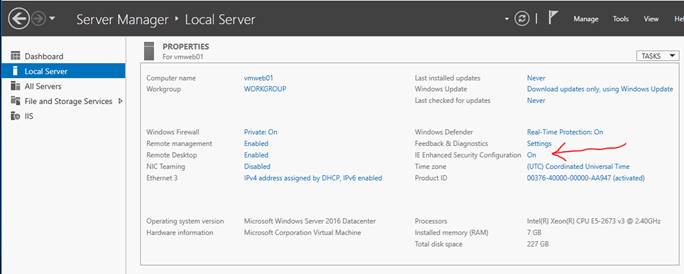 Server Manager ▸ Local Server
Manage Tools View Hel
Dashboard
Local Server
All Servers
File and Storage Services
IIS
PROPERTIES
For vmweb01
TASKS
Computer name vmweb01
Workgroup WORKGROUP
Last installed updates Never
Windows Update Download updates only, using Windows Update
Last checked for updates Never
Windows Firewall Private: On
Remote management Enabled
Remote Desktop Enabled
NIC Teaming Disabled
Ethernet 3 IPv4 address assigned by DHCP, IPv6 enabled
Windows Defender Real-Time Protection: On
Feedback & Diagnostics Settings
IE Enhanced Security Configuration On
Time zone (UTC) Coordinated Universal Time
Product ID 00376-40000-00000-AA947 (activated)
Operating system version Microsoft Windows Server 2016 Datacenter
Hardware information Microsoft Corporation Virtual Machine
Processors Intel(R) Xeon(R) CPU E5-2673 v3 @ 2.40GHz
Installed memory (RAM) 7 GB
Total disk space 227 GB